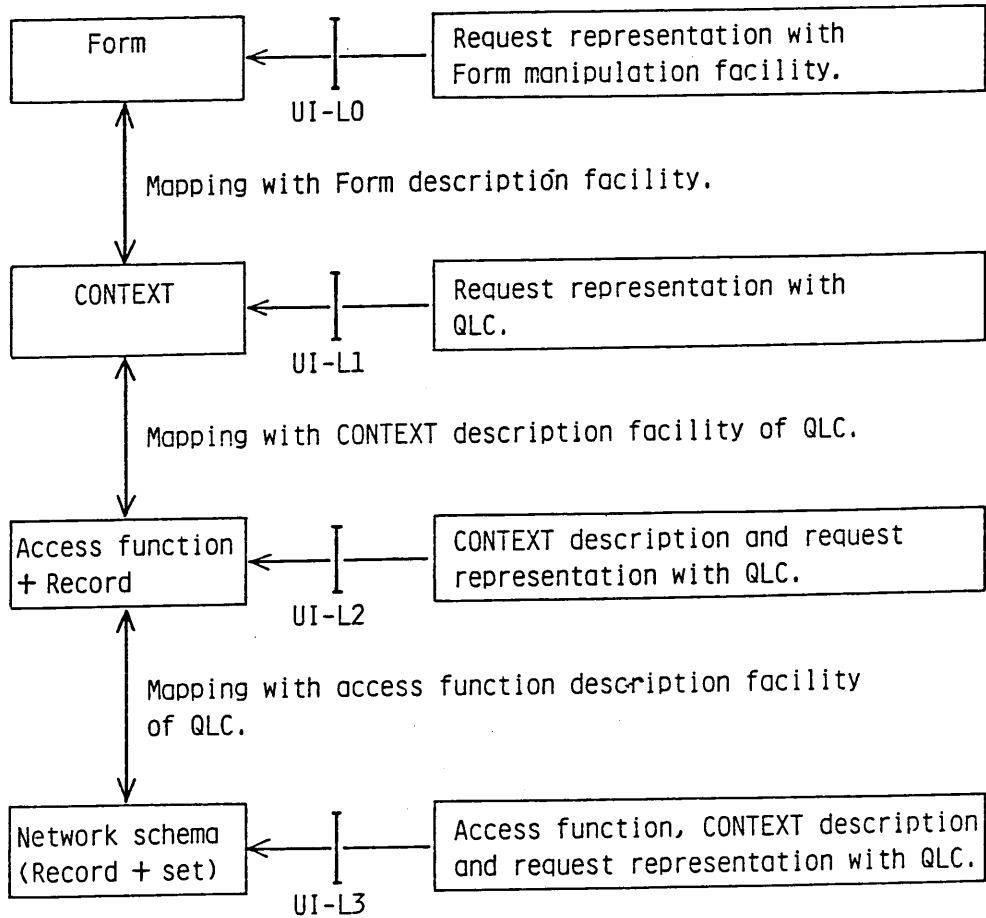 Form
Request representation with
Form manipulation facility.
UI-L0
Mapping with Form description facility.
CONTEXT
Request representation with
QLC.
UI-L1
Mapping with CONTEXT description facility of QLC.
Access function
+ Record
CONTEXT description and request
representation with QLC.
UI-L2
Mapping with access function description facility
of QLC.
Network schema
(Record + set)
Access function, CONTEXT description
and request representation with QLC.
UI-L3